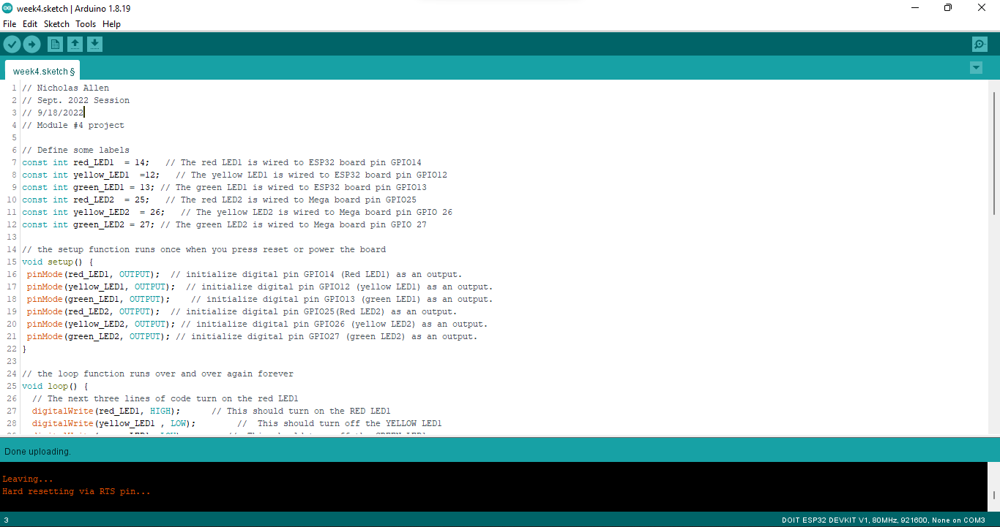 week4.sketch | Arduino 1.8.19
File Edit Sketch Tools Help
week4.sketch §
1 // Nicholas Allen
2 // Sept. 2022 Session
3 // 9/18/2022
4 // Module #4 project
5
6 // Define some labels
7 const int red_LED1  = 14;   // The red LED1 is wired to ESP32 board pin GPIO14
8 const int yellow_LED1  =12;   // The yellow LED1 is wired to ESP32 board pin GPIO12
9 const int green_LED1 = 13; // The green LED1 is wired to ESP32 board pin GPIO13
10 const int red_LED2  = 25;   // The red LED2 is wired to Mega board pin GPIO25
11 const int yellow_LED2  = 26;   // The yellow LED2 is wired to Mega board pin GPIO 26
12 const int green_LED2 = 27; // The green LED2 is wired to Mega board pin GPIO 27
13
14 // the setup function runs once when you press reset or power the board
15 void setup() {
16  pinMode(red_LED1, OUTPUT);  // initialize digital pin GPIO14 (Red LED1) as an output.
17  pinMode(yellow_LED1, OUTPUT);  // initialize digital pin GPIO12 (yellow LED1) as an output.
18  pinMode(green_LED1, OUTPUT);    // initialize digital pin GPIO13 (green LED1) as an output.
19  pinMode(red_LED2, OUTPUT);  // initialize digital pin GPIO25(Red LED2) as an output.
20  pinMode(yellow_LED2, OUTPUT); // initialize digital pin GPIO26 (yellow LED2) as an output.
21  pinMode(green_LED2, OUTPUT); // initialize digital pin GPIO27 (green LED2) as an output.
22 }
23
24 // the loop function runs over and over again forever
25 void loop() {
26   // The next three lines of code turn on the red LED1
27   digitalWrite(red_LED1, HIGH);      // This should turn on the RED LED1
28   digitalWrite(yellow_LED1 , LOW);        //  This should turn off the YELLOW LED1
Done uploading.
Leaving...
Hard resetting via RTS pin...
3 DOIT ESP32 DEVKIT V1, 80MHz, 921600, None on COM3